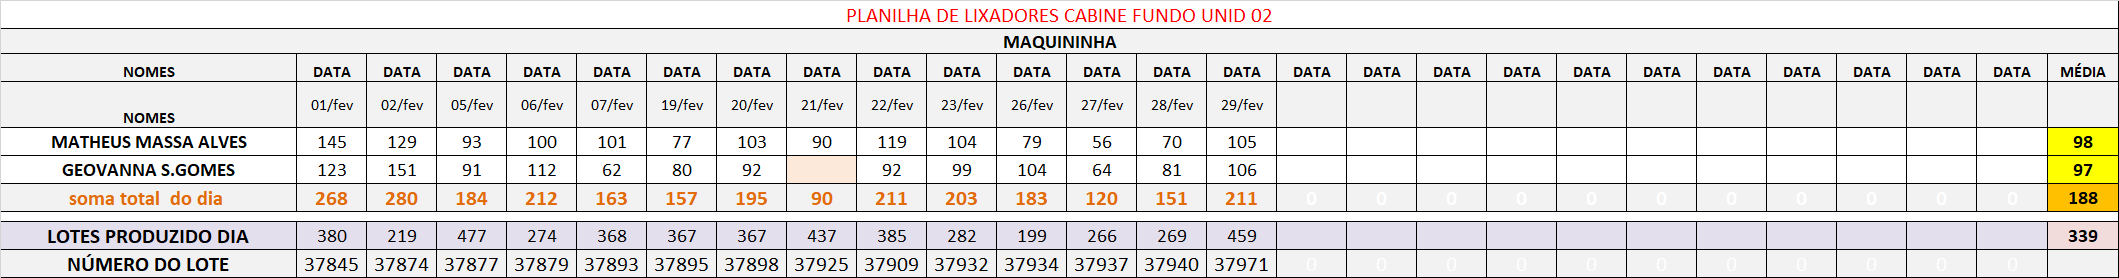 PLANILHA DE LIXADORES CABINE FUNDO UNID 02
MAQUININHA
NOMES DATA DATA DATA DATA DATA DATA DATA DATA DATA DATA DATA DATA DATA DATA DATA DATA DATA DATA DATA DATA DATA DATA DATA DATA DATA MÉDIA
NOMES 01/fev 02/fev 05/fev 06/fev 07/fev 19/fev 20/fev 21/fev 22/fev 23/fev 26/fev 27/fev 28/fev 29/fev
MATHEUS MASSA ALVES 145 129 93 100 101 77 103 90 119 104 79 56 70 105 98
GEOVANNA S.GOMES 123 151 91 112 62 80 92 92 99 104 64 81 106 97
soma total do dia 268 280 184 212 163 157 195 90 211 203 183 120 151 211 0 0 0 0 0 0 0 0 0 0 0 188
LOTES PRODUZIDO DIA 380 219 477 274 368 367 367 437 385 282 199 266 269 459 339
NÚMERO DO LOTE 37845 37874 37877 37879 37893 37895 37898 37925 37909 37932 37934 37937 37940 37971 0 0 0 0 0 0 0 0 0 0 0